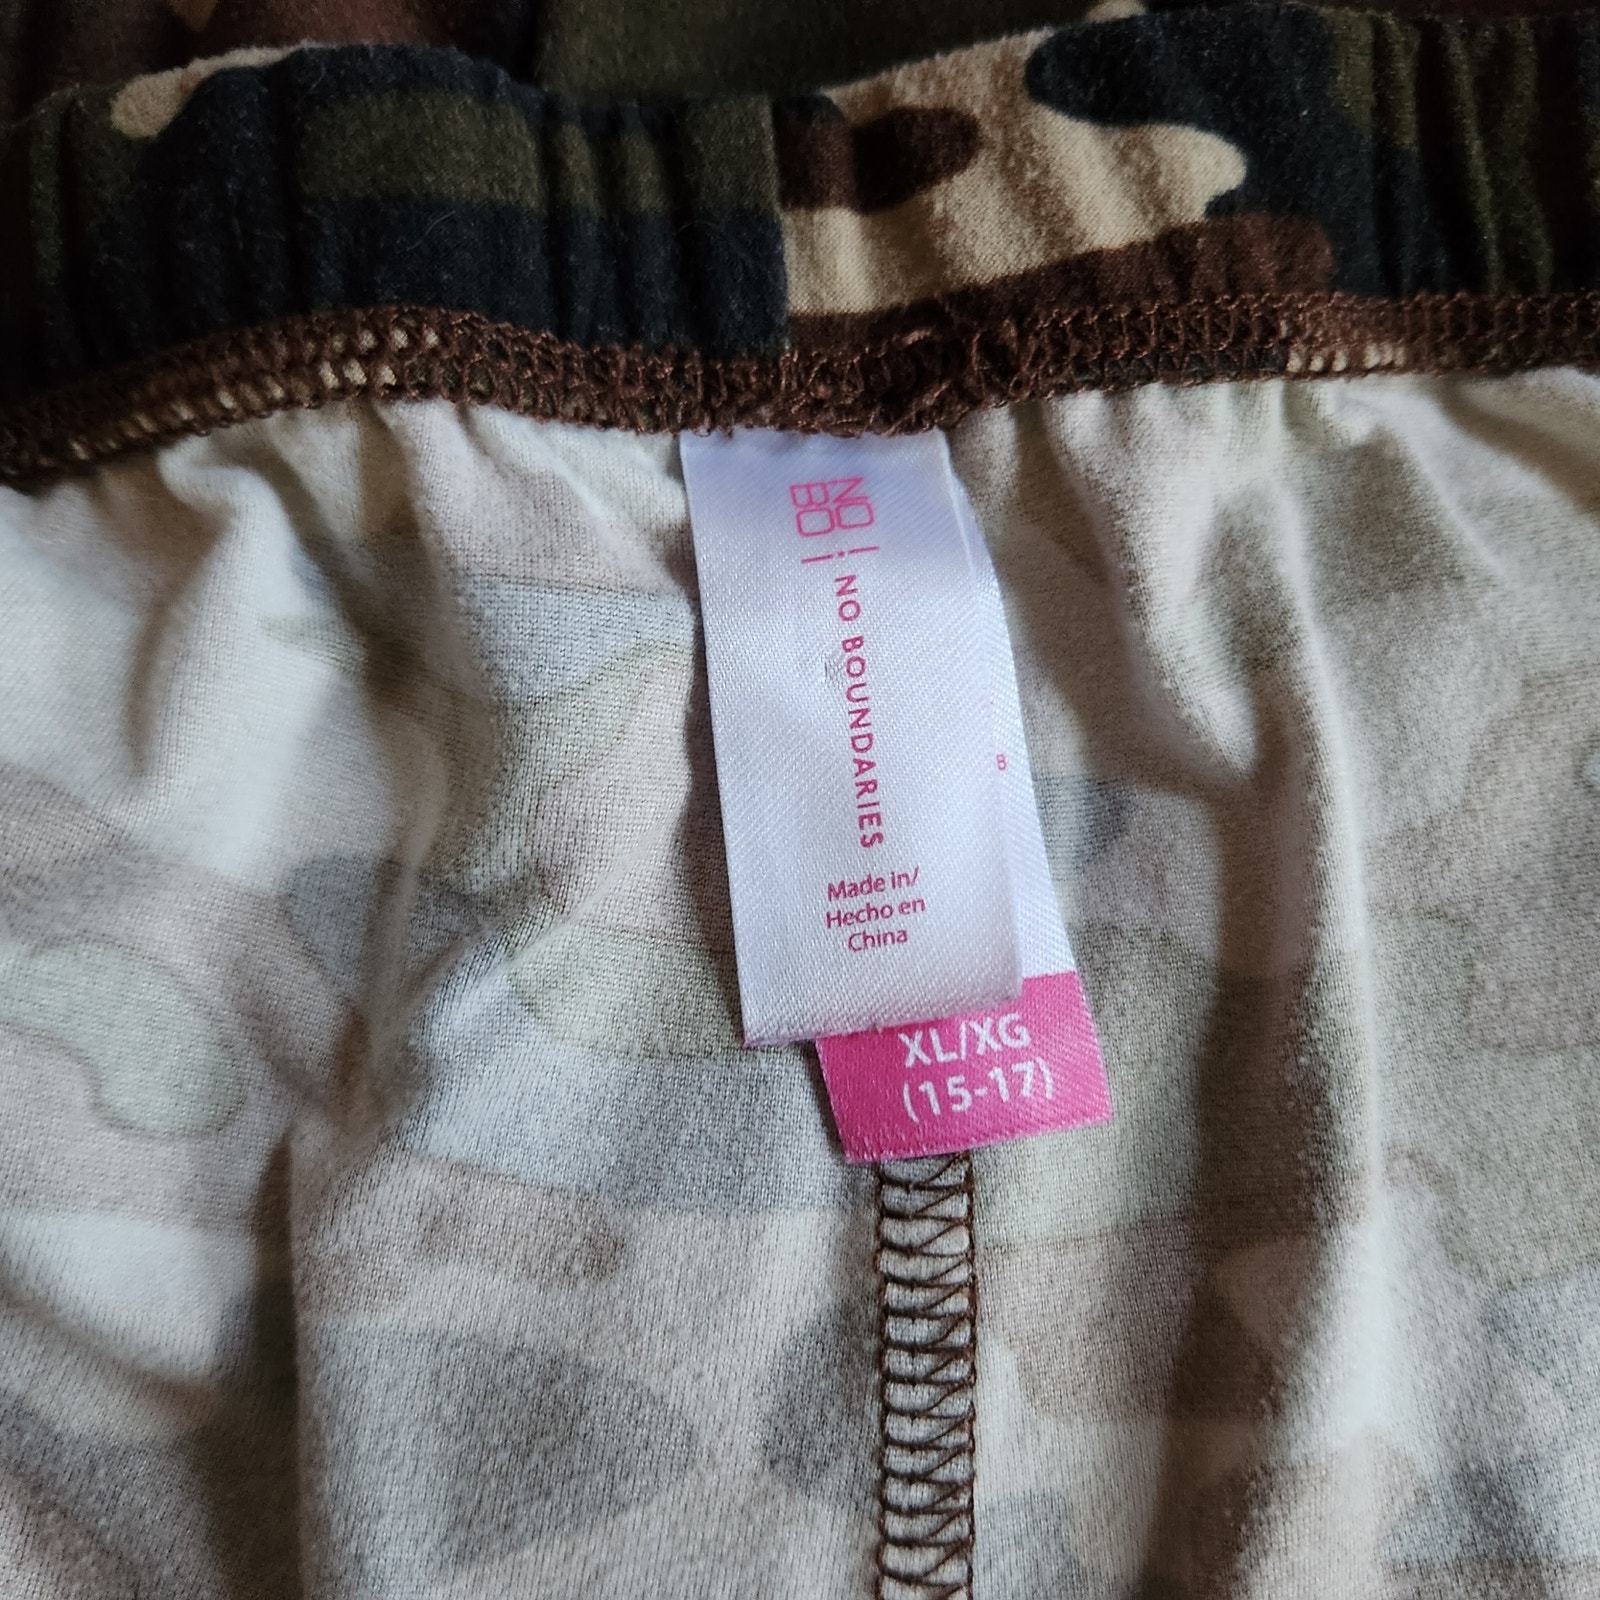 NO
BO
NO BOUNDARIES
Made in/
Hecho en
China
B
XL/XG
(15-17)